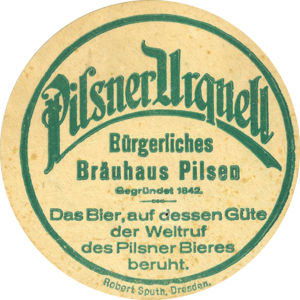 Pilsner Urquell
Bürgerliches
Bräuhaus Pilsen
Gegründet 1842.
Das Bier, auf dessen Güte
der Weltruf
des Pilsner Bieres
beruht.
Robert Sputh, Dresden.